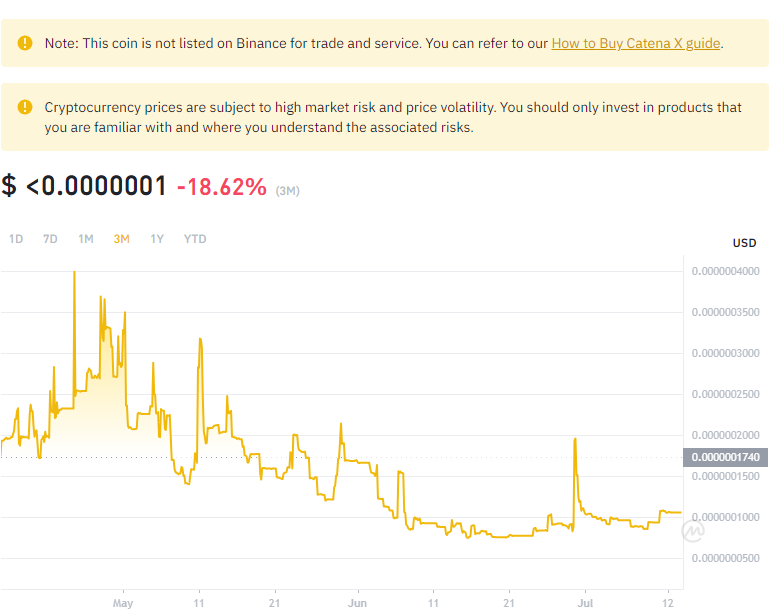 Note: This coin is not listed on Binance for trade and service. You can refer to our How to Buy Catena X guide.
Cryptocurrency prices are subject to high market risk and price volatility. You should only invest in products that
you are familiar with and where you understand the associated risks.
$ <0.0000001 -18.62% (3M)
1D 7D 1M 3M 1Y YTD
USD
0.0000004000
0.0000003500
0.0000003000
0.0000002500
0.0000002000
0.0000001740
0.0000001500
0.0000001000
0.0000000500
May 11 21 Jun 11 21 Jul 12